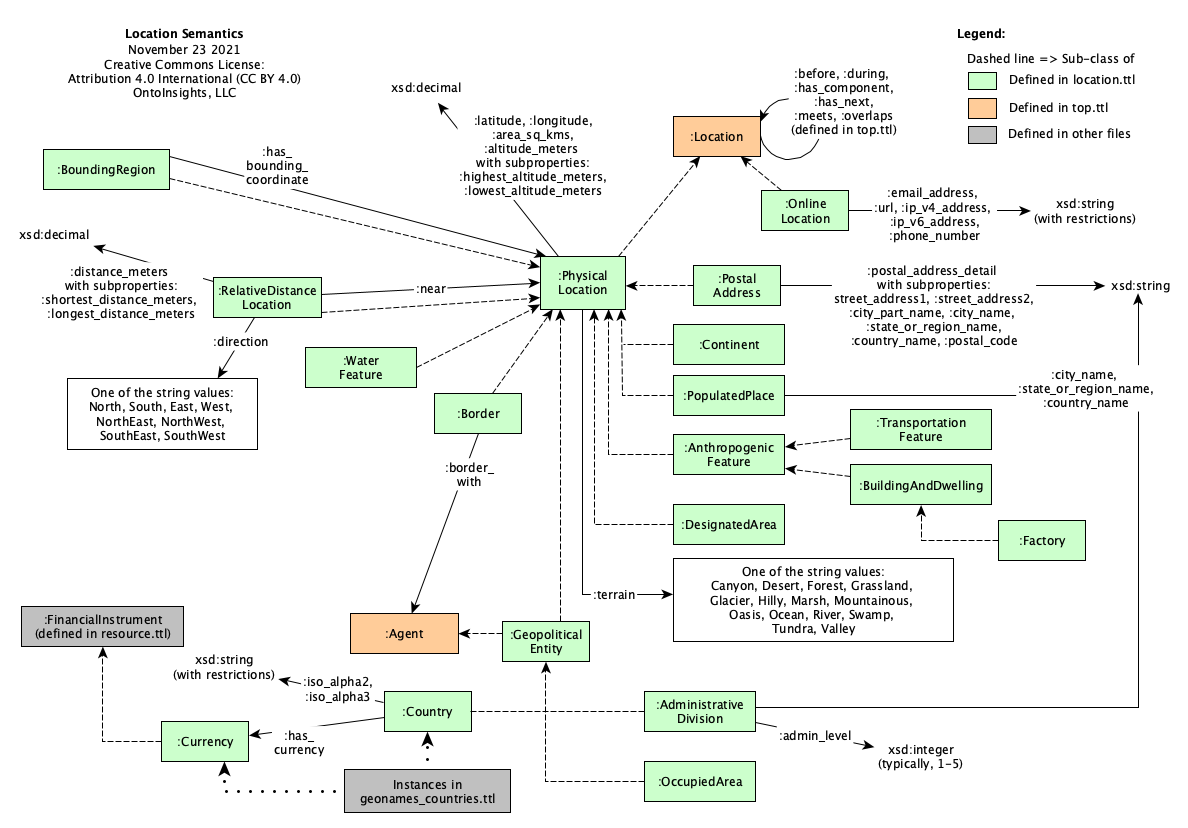 Location Semantics
November 23 2021
Creative Commons License:
Attribution 4.0 International (CC BY 4.0)
OntoInsights, LLC
Legend:
Dashed line => Sub-class of
Defined in location.ttl
Defined in top.ttl
Defined in other files
xsd:decimal
:latitude, :longitude,
:area_sq_kms,
:altitude_meters
with subproperties:
:highest_altitude_meters,
:lowest_altitude_meters
:before, :during,
:has_component,
:has_next,
:meets, :overlaps
(defined in top.ttl)
:Location
:BoundingRegion
:has_
bounding_
coordinate
:Online
Location
:email_address,
:url, :ip_v4_address,
:ip_v6_address,
:phone_number
xsd:string
(with restrictions)
xsd:decimal
:distance_meters
with subproperties:
:shortest_distance_meters,
:longest_distance_meters
:RelativeDistance
Location
:near
:Physical
Location
:Postal
Address
:postal_address_detail
with subproperties:
street_address1, :street_address2,
:city_part_name, :city_name,
:state_or_region_name,
:country_name, :postal_code
xsd:string
:direction
One of the string values:
North, South, East, West,
NorthEast, NorthWest,
SouthEast, SouthWest
:Water
Feature
:Border
:border_
with
:Continent
:PopulatedPlace
:city_name,
:state_or_region_name,
:country_name
:Anthropogenic
Feature
:Transportation
Feature
:BuildingAndDwelling
:Factory
:DesignatedArea
:terrain
One of the string values:
Canyon, Desert, Forest, Grassland,
Glacier, Hilly, Marsh, Mountainous,
Oasis, Ocean, River, Swamp,
Tundra, Valley
:FinancialInstrument
(defined in resource.ttl)
:Agent
:Geopolitical
Entity
xsd:string
(with restrictions)
:iso_alpha2,
:iso_alpha3
:Country
:Administrative
Division
:Currency
:has_
currency
:admin_level
xsd:integer
(typically, 1-5)
Instances in
geonames_countries.ttl
:OccupiedArea